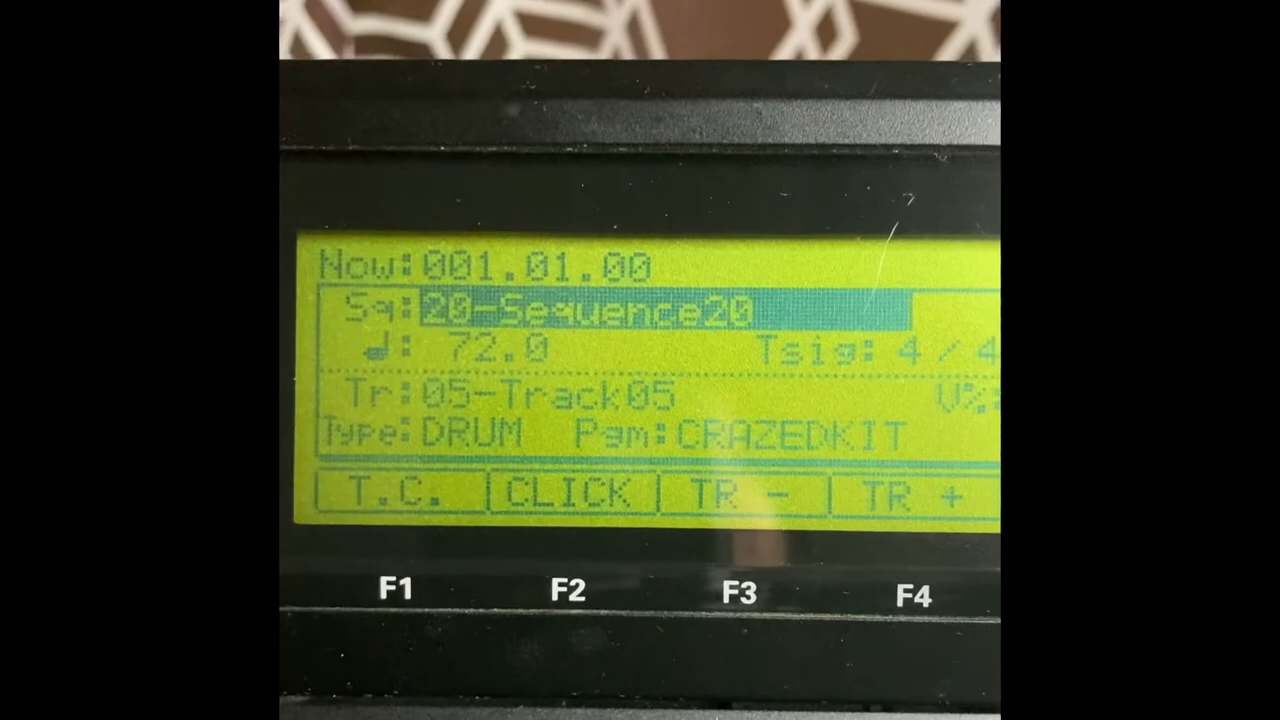 Now:001.01.00
Sq:20-Sequence20
♩: 72.0 Tsig: 4/4
Tr:05-Track05 V%:
Type:DRUM Pgm:CRAZEDKIT
T.C. CLICK TR - TR +
F1 F2 F3 F4